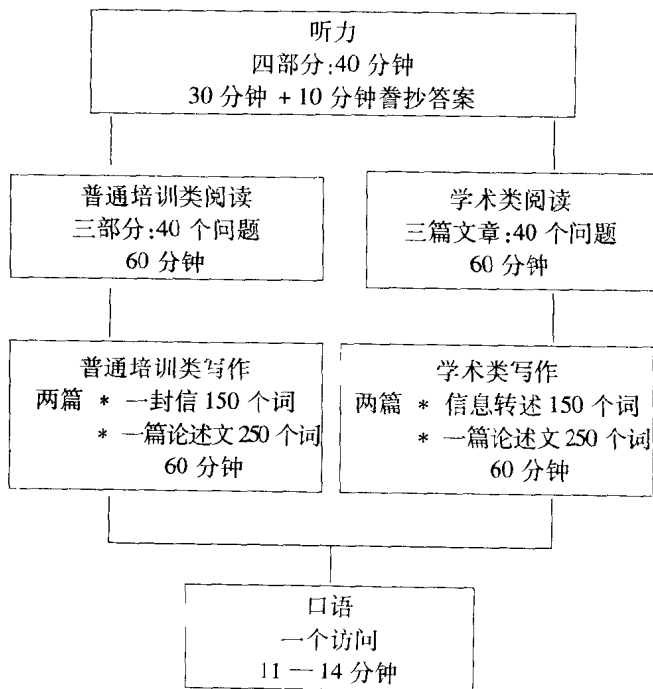 听力
四部分:40 分钟
30 分钟 + 10 分钟誊抄答案
普通培训类阅读
三部分:40 个问题
60 分钟
学术类阅读
三篇文章:40 个问题
60 分钟
普通培训类写作
两篇 * 一封信 150 个词
* 一篇论述文 250 个词
60 分钟
学术类写作
两篇 * 信息转述 150 个词
* 一篇论述文 250 个词
60 分钟
口语
一个访问
11 — 14 分钟